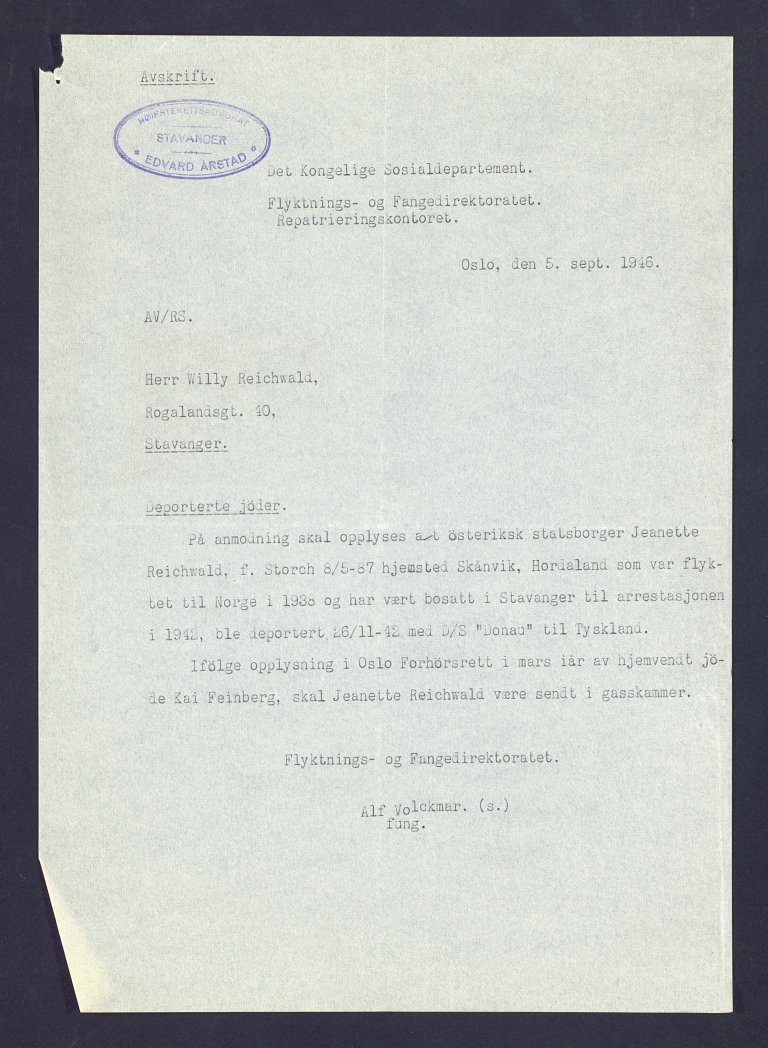 Avskrift.
HØIESTERETTSADVOKAT
STAVANGER
* EDVARD ÅRSTAD *
Det Kongelige Sosialdepartement.
Flyktnings- og Fangedirektoratet.
Repatrieringskontoret.
Oslo, den 5. sept. 1946.
AV/RS.
Herr Willy Reichwald,
Rogalandsgt. 40,
Stavanger.
Deporterte jöder.
På anmodning skal opplyses a-t österiksk statsborger Jeanette
Reichwald, f. Storch 8/5-87 hjemsted Skånvik, Hordaland som var flyk-
tet til Norge i 1938 og har vært bosatt i Stavanger til arrestasjonen
i 1942, ble deportert 26/11-42 med D/S "Donau" til Tyskland.
Ifölge opplysning i Oslo Forhörsrett i mars iår av hjemvendt jö-
de Kai Feinberg, skal Jeanette Reichwald være sendt i gasskammer.
Flyktnings- og Fangedirektoratet.
Alf Volckmar. (s.)
fung.